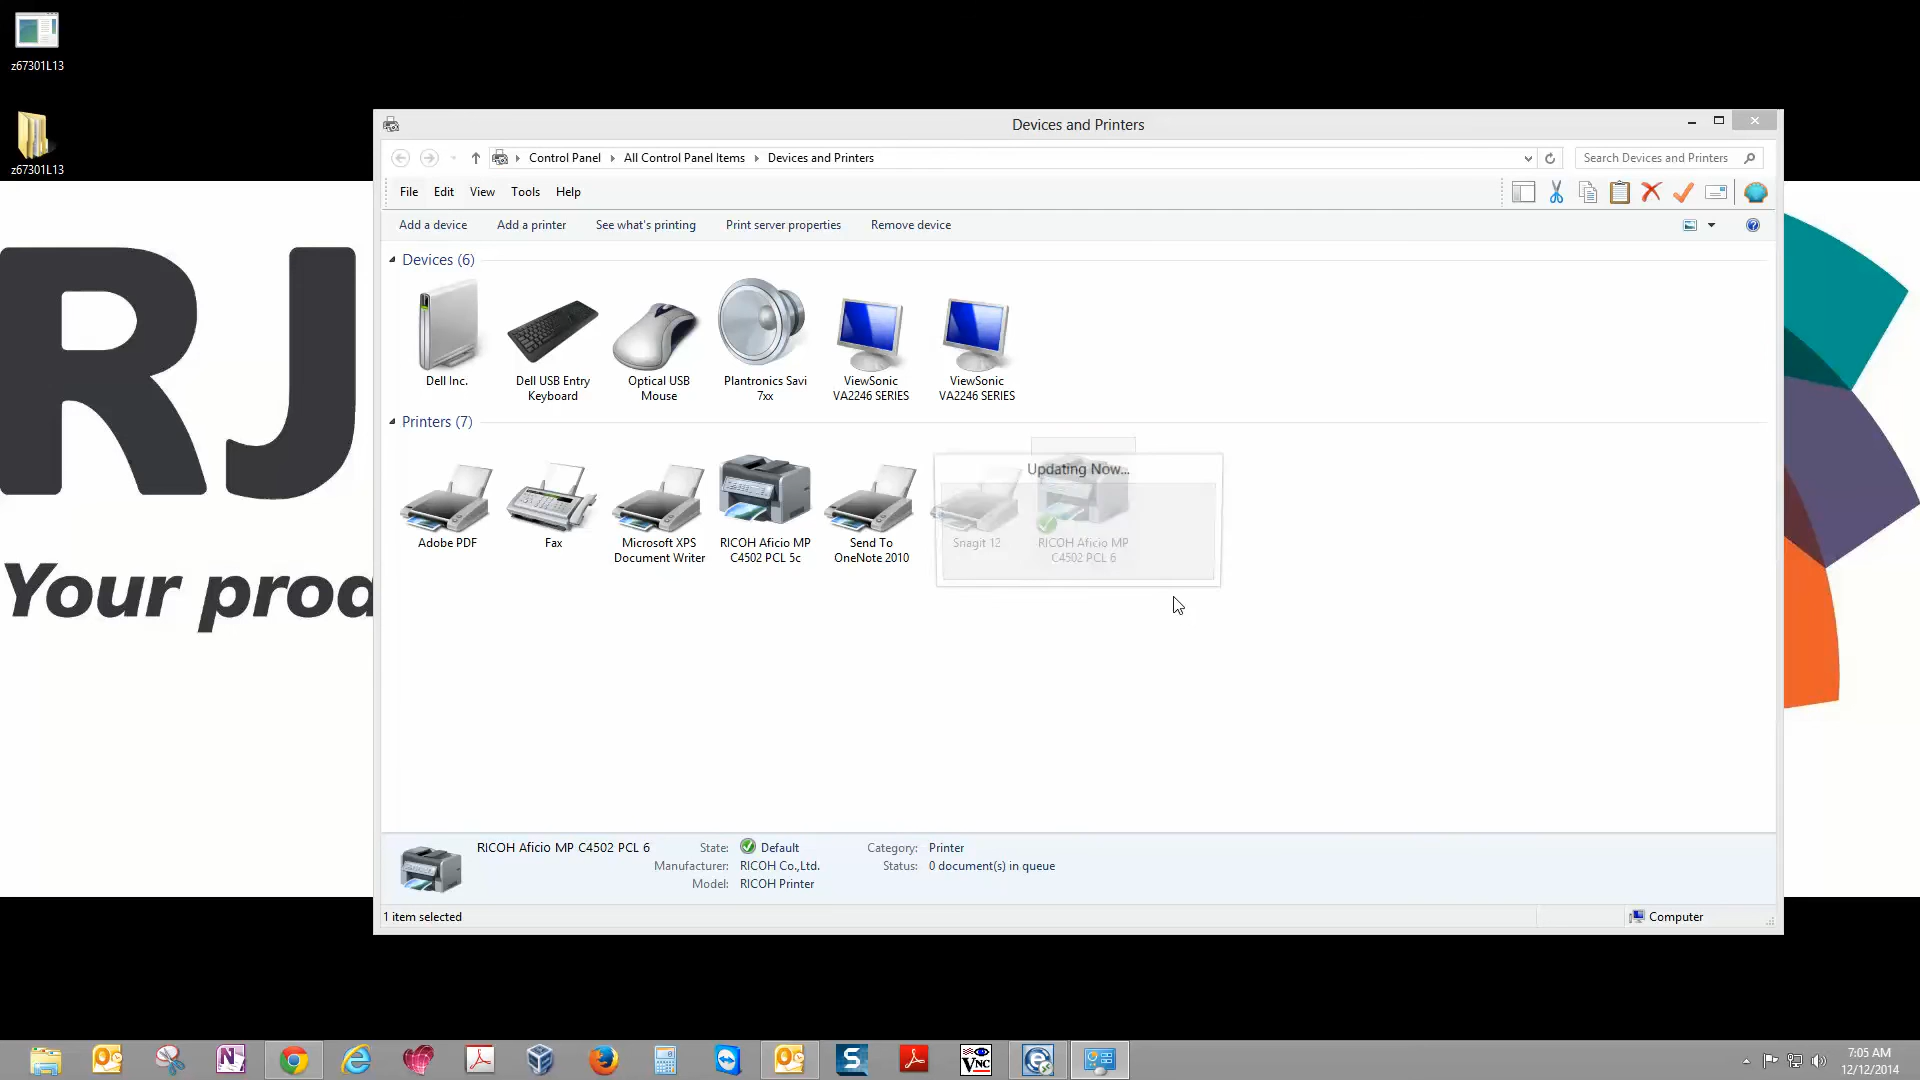 z67301L13
z67301L13
RJ
Your prod
Devices and Printers
Control Panel
All Control Panel Items
Devices and Printers
Search Devices and Printers
File
Edit
View
Tools
Help
Add a device
Add a printer
See what's printing
Print server properties
Remove device
Devices (6)
Dell Inc.
Dell USB Entry
Keyboard
Optical USB
Mouse
Plantronics Savi
7xx
ViewSonic
VA2246 SERIES
ViewSonic
VA2246 SERIES
Printers (7)
Updating Now...
Adobe PDF
Fax
Microsoft XPS
Document Writer
RICOH Aficio MP
C4502 PCL 5c
Send To
OneNote 2010
Snagit 12
RICOH Aficio MP
C4502 PCL 6
RICOH Aficio MP C4502 PCL 6
State:
Default
Category:
Printer
Manufacturer:
RICOH Co.,Ltd.
Status:
0 document(s) in queue
Model:
RICOH Printer
1 item selected
Computer
VNC
7:05 AM
12/12/2014